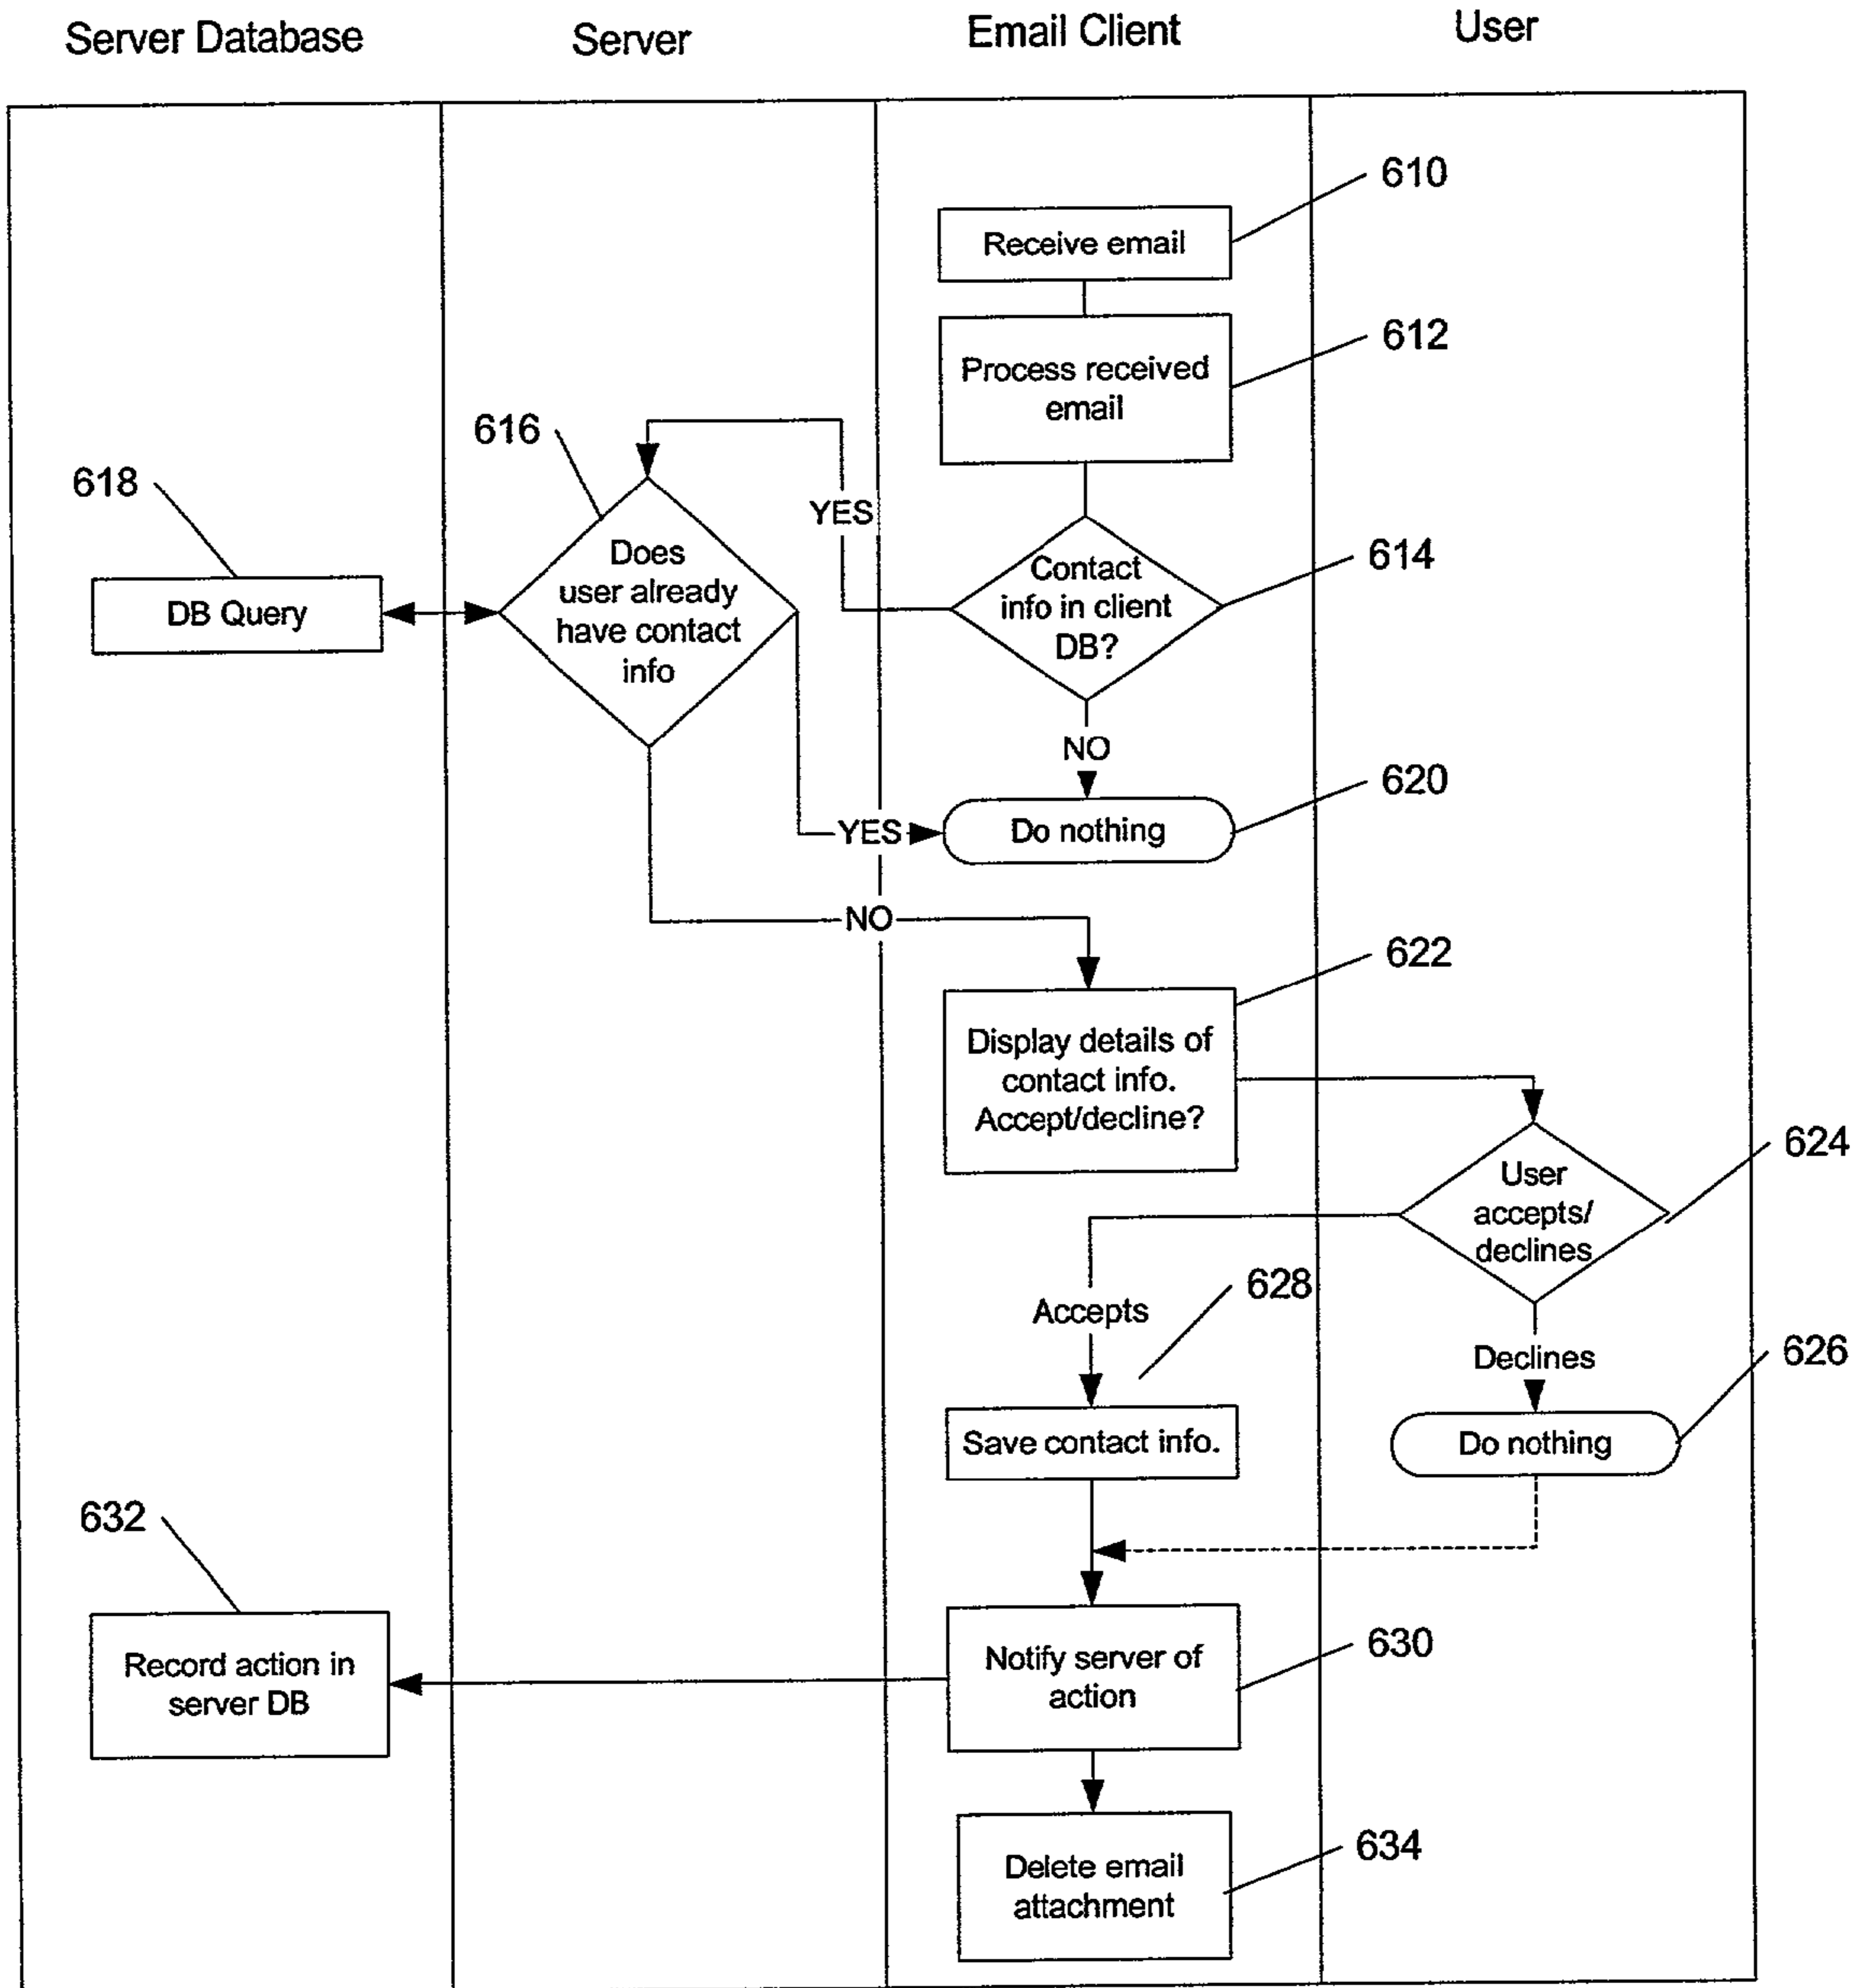 Server Database
Server
Email Client
User
610
Receive email
612
Process received
email
616
618
YES
614
Contact
info in client
DB?
Does
user already
have contact
info
DB Query
NO
620
YES
Do nothing
NO
622
Display details of
contact info.
Accept/decline?
624
User
accepts/
declines
628
Accepts
Declines
626
Save contact info.
Do nothing
632
Record action in
server DB
Notify server of
action
630
634
Delete email
attachment